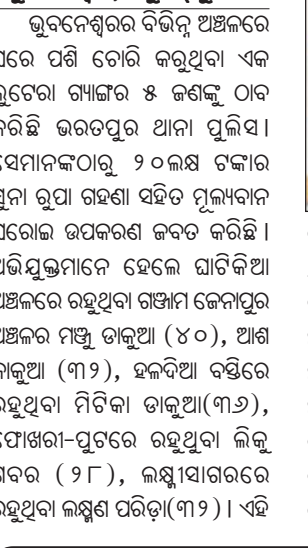 ଭୁବନେଶ୍ୱରର ବିଭିନ୍ନ ଅଞ୍ଚଳରେ
ଘରେ ପଶି ଚୋରି କରୁଥିବା ଏକ
ଲୁଟେରା ଗ୍ୟାଙ୍ଗର ୫ ଜଣଙ୍କୁ ଠାବ
କରିଛି ଭରତପୁର ଥାନା ପୁଲିସ।
ସେମାନଙ୍କଠାରୁ ୨୦ଲକ୍ଷ ଟଙ୍କାର
ସୁନା ରୁପା ଗହଣା ସହିତ ମୂଲ୍ୟବାନ
ଘରୋଇ ଉପକରଣ ଜବତ କରିଛି।
ଅଭିଯୁକ୍ତମାନେ ହେଲେ ଘାଟିକିଆ
ଅଞ୍ଚଳରେ ରହୁଥିବା ଗଞ୍ଜାମ ଜେନାପୁର
ଅଞ୍ଚଳର ମଞ୍ଜୁ ଡାକୁଆ (୪୦), ଆଶ
ନାକୁଆ (୩୨), ହଳଦିଆ ବସ୍ତିରେ
ରହୁଥିବା ମିଟିକା ଡାକୁଆ(୩୬),
ଫୋଖରୀ-ପୁଟରେ ରହୁଥୁବା ଲିକୁ
ଶବର (୨୮), ଲକ୍ଷ୍ମୀସାଗରରେ
ରହୁଥିବା ଲକ୍ଷ୍ମଣ ପରିଡ଼ା(୩୨)। ଏହି